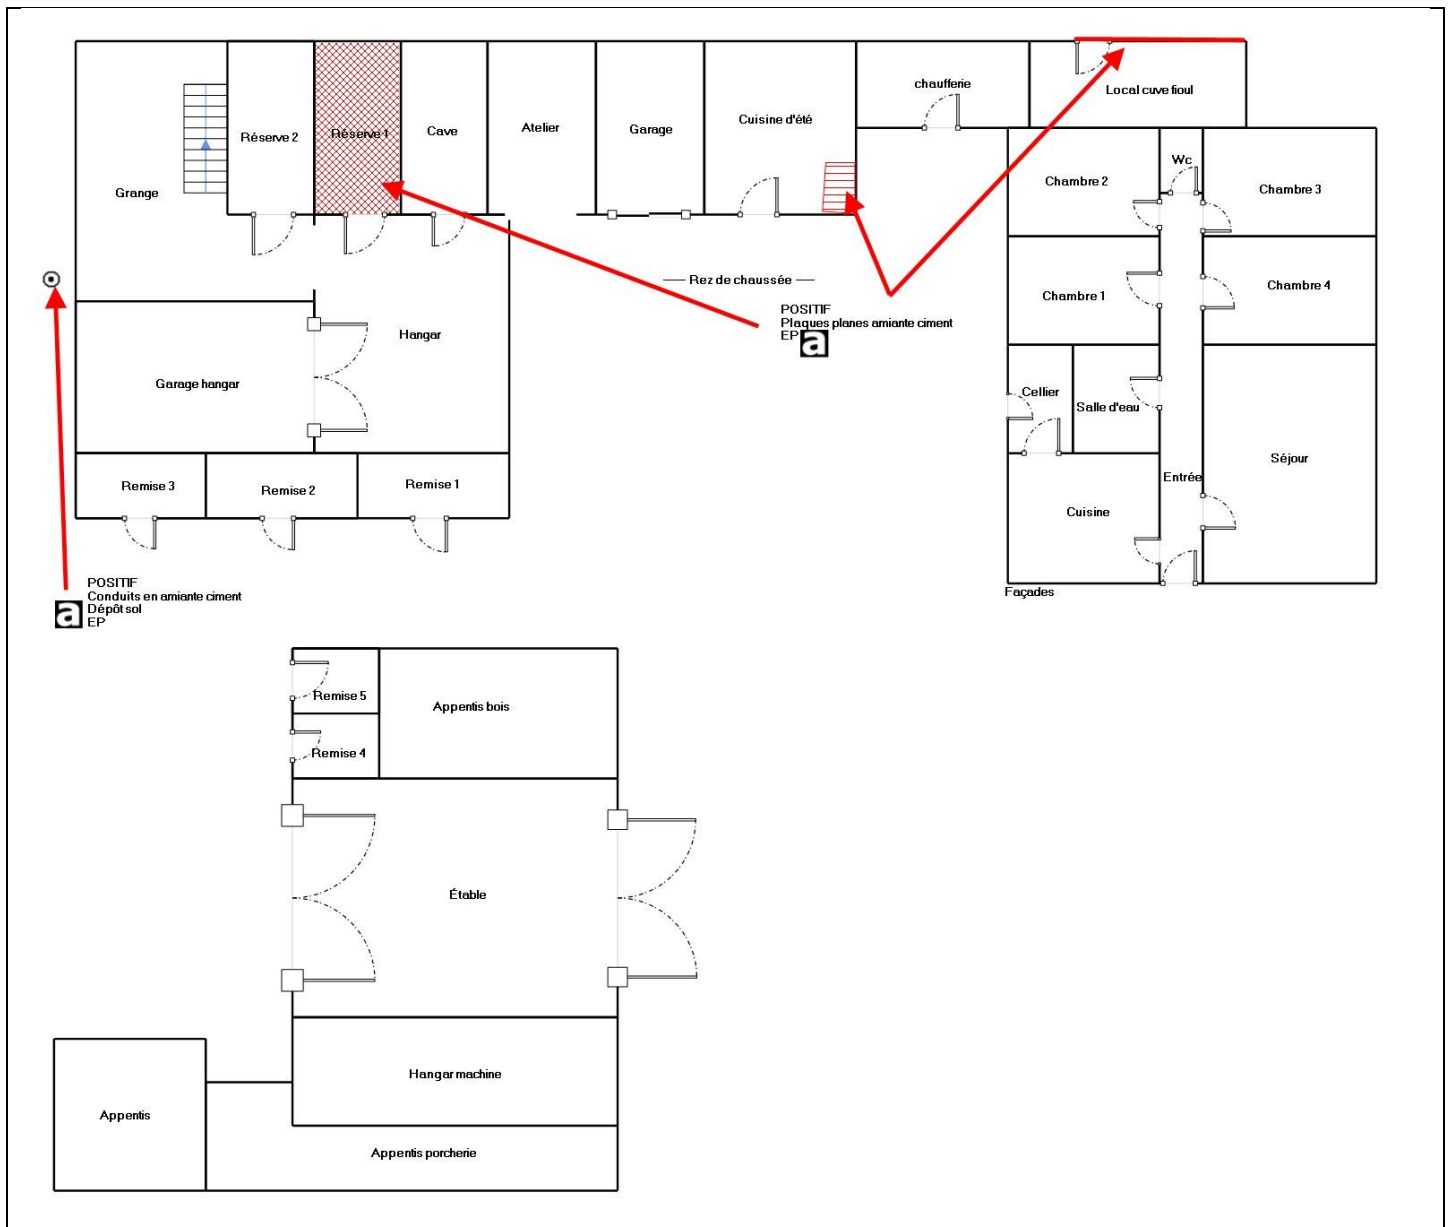 chaufferie
Local cuve fioul
Réserve 2
Réserve 1
Cave
Atelier
Garage
Cuisine d'été
Grange
Wc
Chambre 2
Chambre 3
Rez de chaussée
Chambre 1
Chambre 4
POSITIF
Plaques planes amiante ciment
EP
a
Hangar
Garage hangar
Cellier
Salle d'eau
Séjour
Entrée
Cuisine
Remise 3
Remise 2
Remise 1
Façades
POSITIF
Conduits en amiante ciment
Dépôt sol
EP
a
Remise 5
Appentis bois
Remise 4
Étable
Hangar machine
Appentis
Appentis porcherie